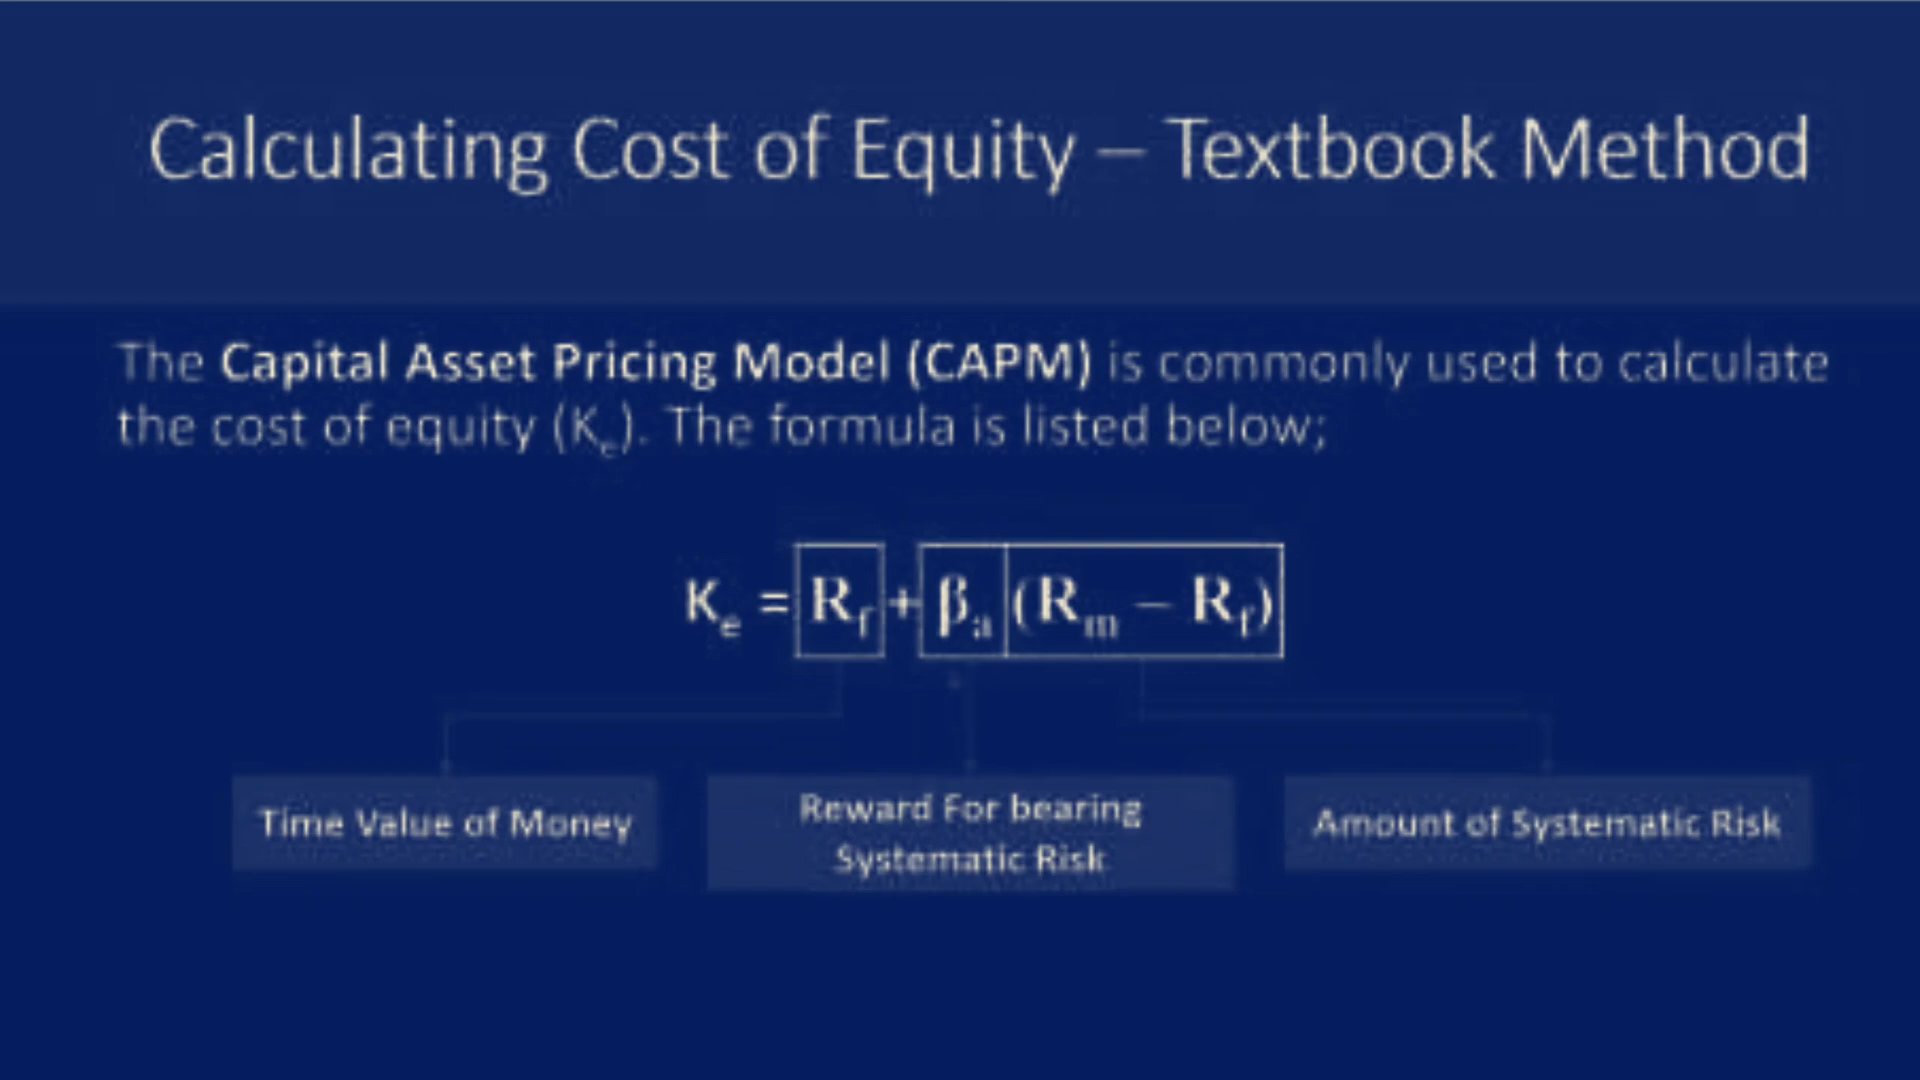 Calculating Cost of Equity – Textbook Method
The Capital Asset Pricing Model (CAPM) is commonly used to calculate
the cost of equity (Ke). The formula is listed below;
Ke = Rf + βa (Rm – Rf)
Time Value of Money
Reward For bearing
Systematic Risk
Amount of Systematic Risk